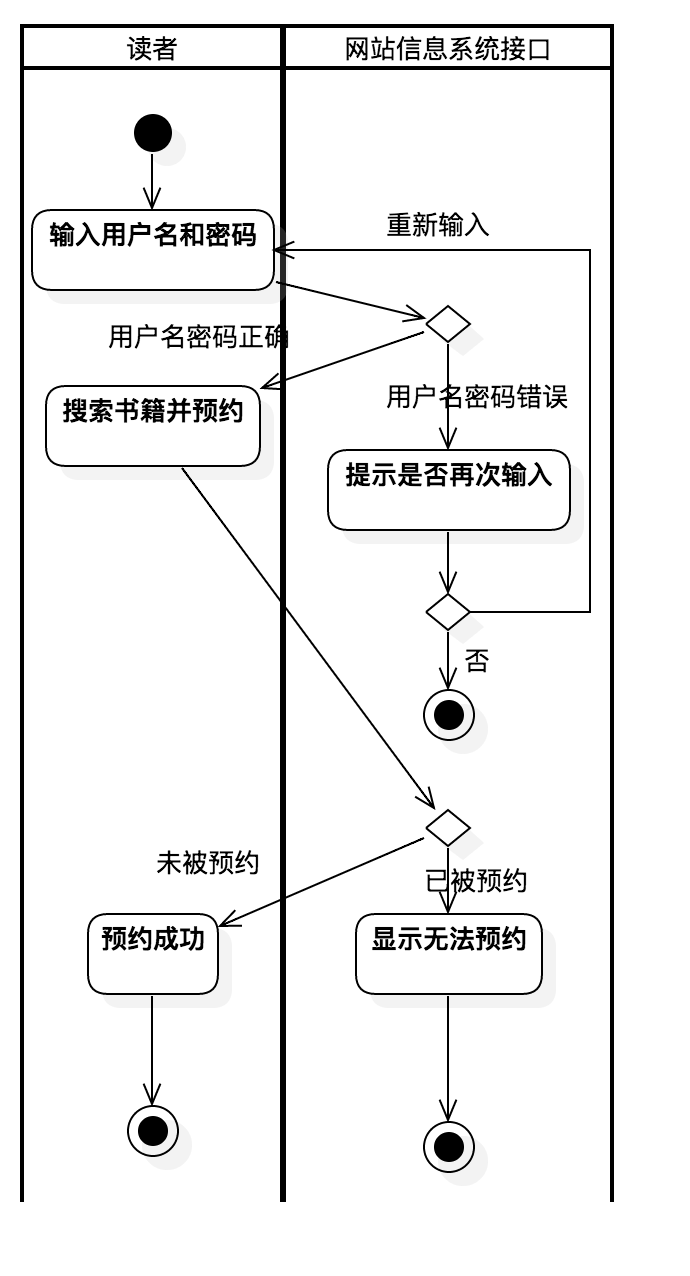 读者
网站信息系统接口
输入用户名和密码
重新输入
用户名密码正确
用户名密码错误
搜索书籍并预约
提示是否再次输入
否
未被预约
已被预约
预约成功
显示无法预约